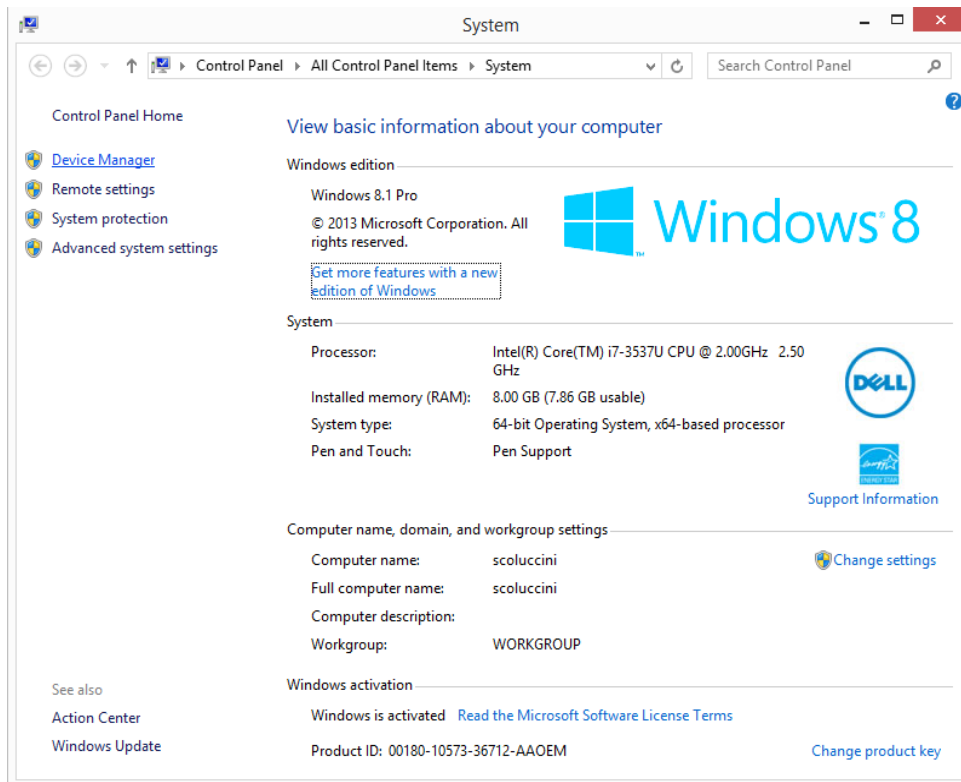 System
Control Panel All Control Panel Items System
Search Control Panel
Control Panel Home
Device Manager
Remote settings
System protection
Advanced system settings
See also
Action Center
Windows Update
?
View basic information about your computer
Windows edition
Windows 8.1 Pro
© 2013 Microsoft Corporation. All
rights reserved.
Get more features with a new
edition of Windows
Windows® 8
™
System
Processor: Intel(R) Core(TM) i7-3537U CPU @ 2.00GHz 2.50
GHz
Installed memory (RAM): 8.00 GB (7.86 GB usable)
System type: 64-bit Operating System, x64-based processor
Pen and Touch: Pen Support
DELL
energy
ENERGY STAR
Support Information
Computer name, domain, and workgroup settings
Computer name: scoluccini
Change settings
Full computer name: scoluccini
Computer description:
Workgroup: WORKGROUP
Windows activation
Windows is activated Read the Microsoft Software License Terms
Product ID: 00180-10573-36712-AAOEM
Change product key